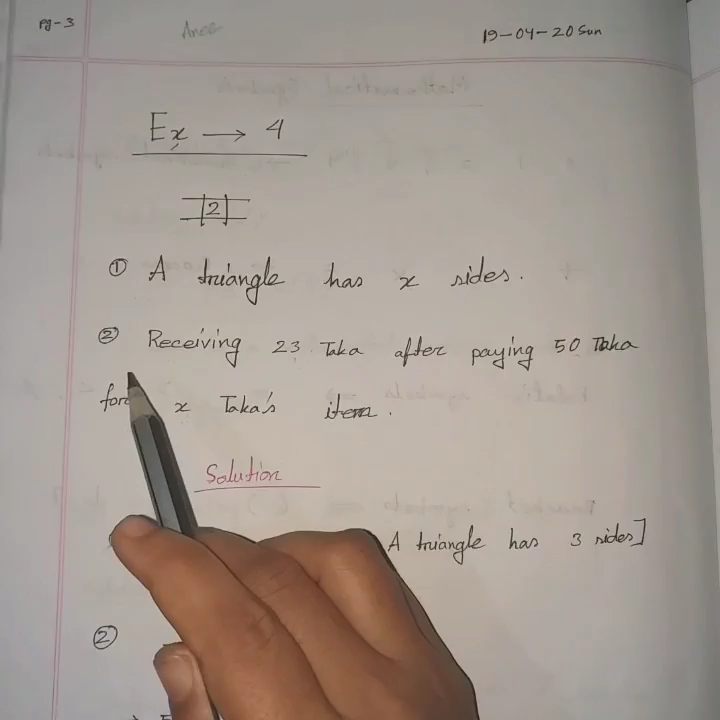 Pg-3
19-04-20 Sun
Ex → 4
2
① A triangle has x sides.
② Receiving 23 Taka after paying 50 Taka
for x Taka's item.
Solution
A triangle has 3 sides]
②